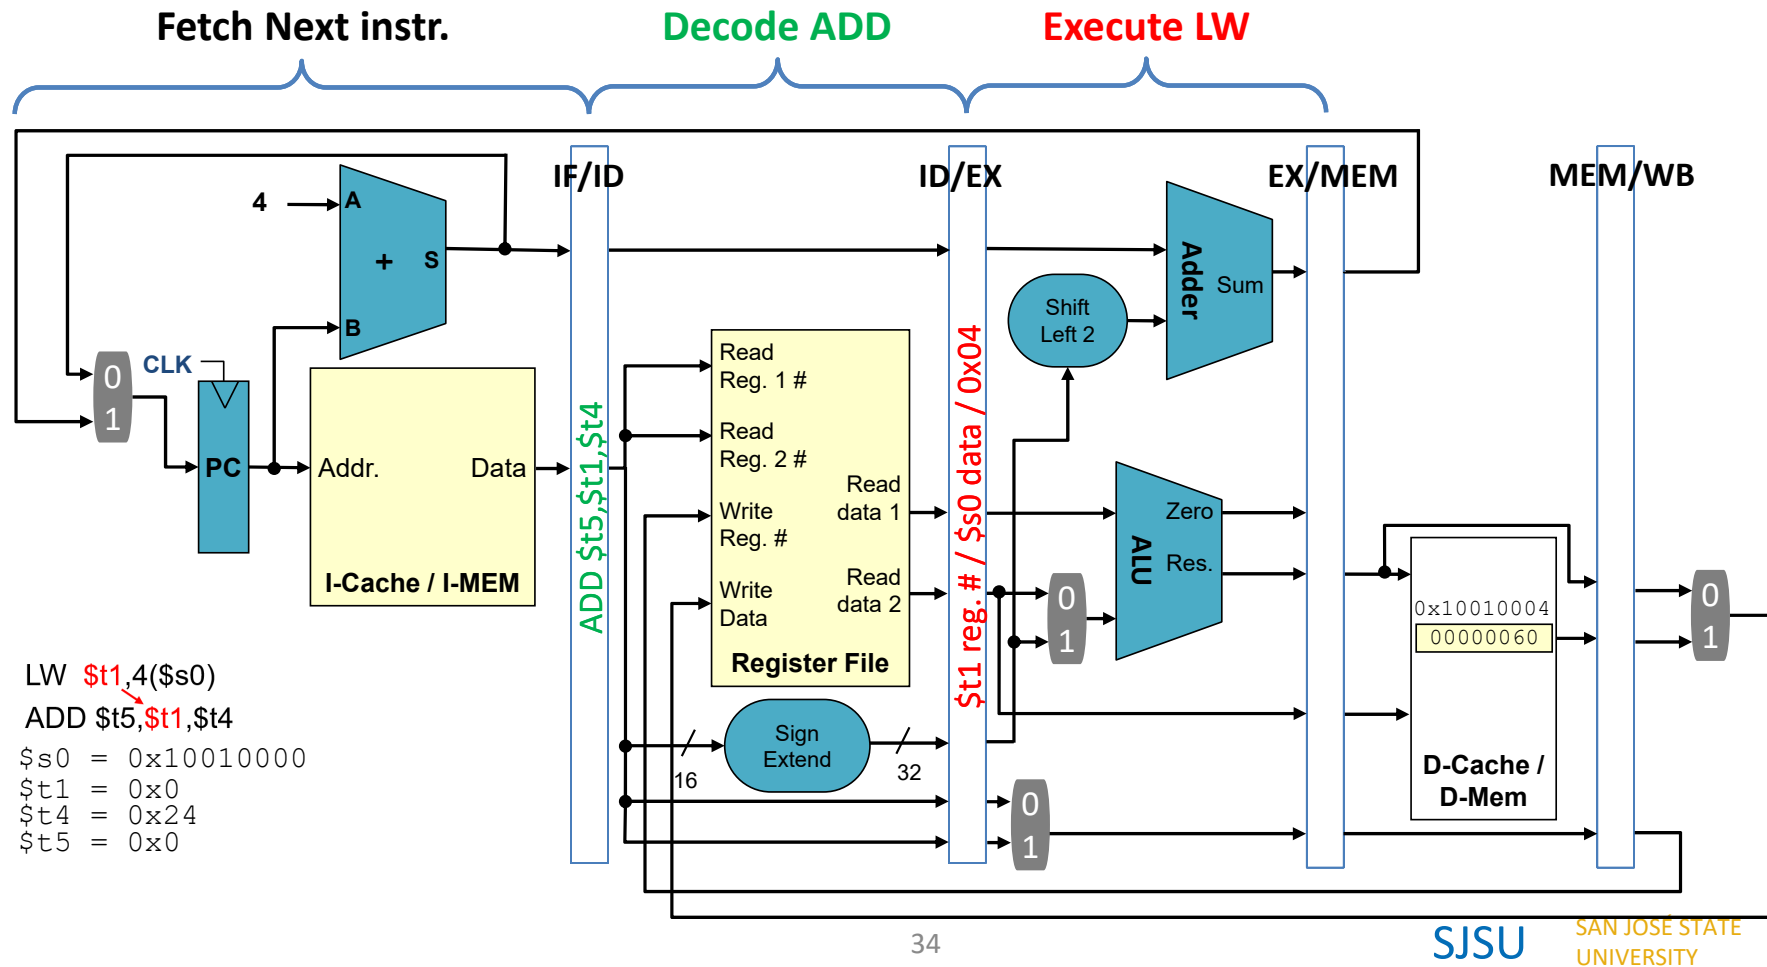 Fetch Next instr.
Decode ADD
Execute LW
IF/ID
ID/EX
EX/MEM
MEM/WB
4
A
+
S
B
CLK
0
1
PC
Addr.
Data
I-Cache / I-MEM
ADD $t5,$t1,$t4
Read
Reg. 1 #
Read
Reg. 2 #
Write
Reg. #
Write
Data
Read
data 1
Read
data 2
Register File
Sign
Extend
16
32
$t1 reg. # / $s0 data / 0x04
Shift
Left 2
Adder
Sum
ALU
Zero
Res.
0
1
0
1
0x10010004
00000060
D-Cache /
D-Mem
0
1
LW $t1,4($s0)
ADD $t5,$t1,$t4
$s0 = 0x10010000
$t1 = 0x0
$t4 = 0x24
$t5 = 0x0
34
SJSU
SAN JOSÉ STATE
UNIVERSITY